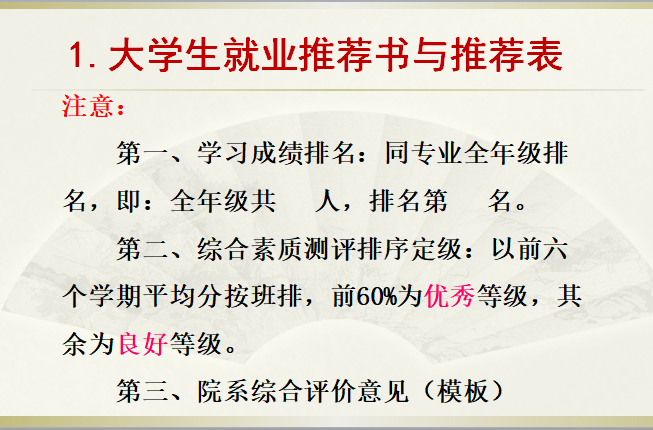 1.大学生就业推荐书与推荐表
注意：
第一、学习成绩排名：同专业全年级排
名，即：全年级共　人，排名第　名。
第二、综合素质测评排序定级：以前六
个学期平均分按班排，前60%为优秀等级，其
余为良好等级。
第三、院系综合评价意见（模板）